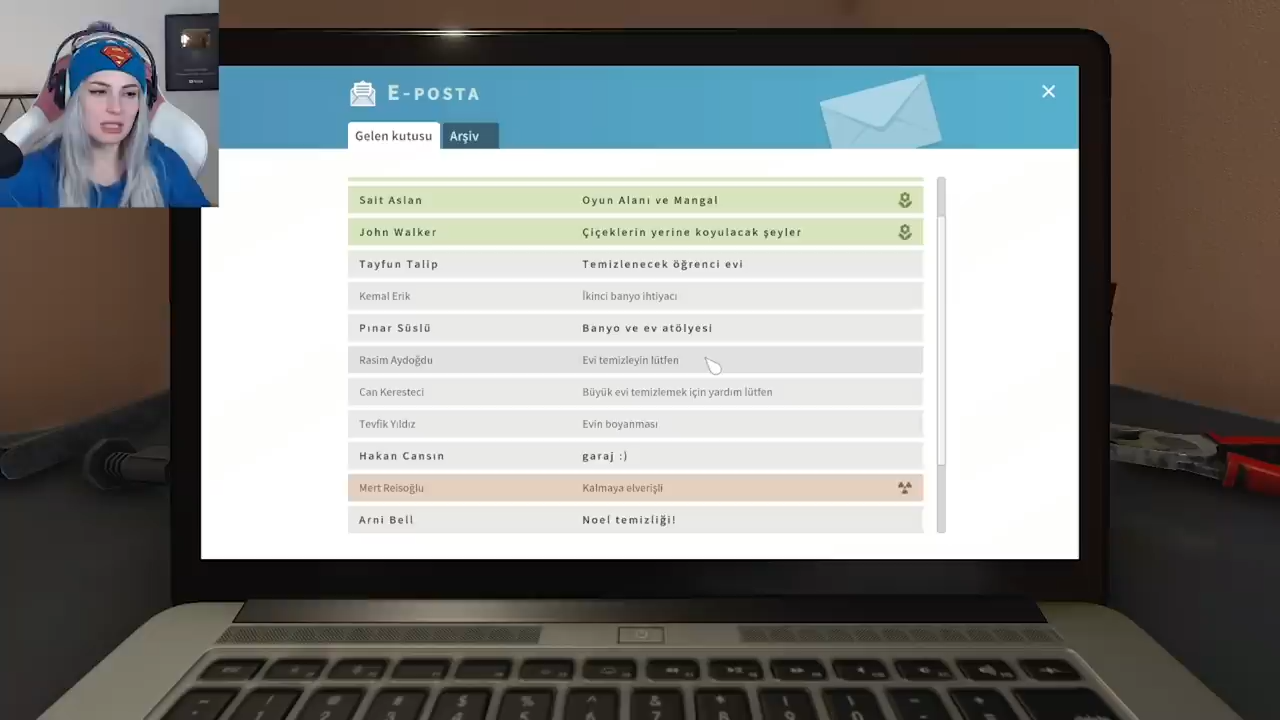 E-POSTA
Gelen kutusu Arşiv
Sait Aslan Oyun Alanı ve Mangal
John Walker Çiçeklerin yerine koyulacak şeyler
Tayfun Talip Temizlenecek öğrenci evi
Kemal Erik İkinci banyo ihtiyacı
Pınar Süslü Banyo ve ev atölyesi
Rasim Aydoğdu Evi temizleyin lütfen
Can Keresteci Büyük evi temizlemek için yardım lütfen
Tevfik Yıldız Evin boyanması
Hakan Cansın garaj :)
Mert Reisoğlu Kalmaya elverişli
Arni Bell Noel temizliği!